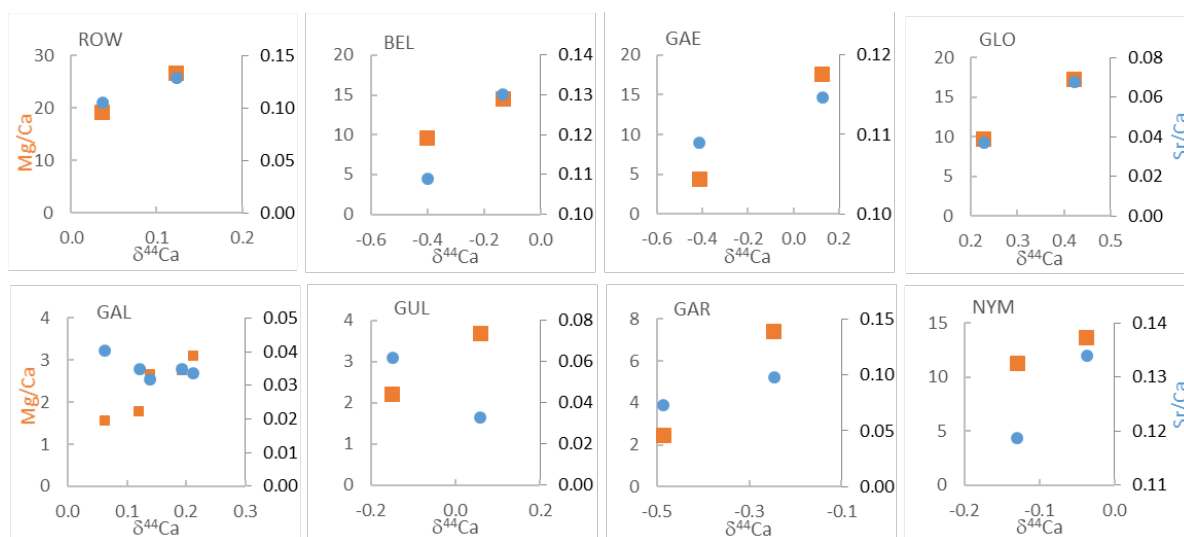 ROW
30
20
10
0
0.15
0.10
0.05
0.00
0.0 0.1 0.2
δ⁴⁴Ca
Mg/Ca
BEL
20
15
10
5
0
0.14
0.13
0.12
0.11
0.10
-0.6 -0.4 -0.2 0.0
δ⁴⁴Ca
GAE
20
15
10
5
0
0.12
0.11
0.10
-0.6 -0.4 -0.2 0.0 0.2
δ⁴⁴Ca
GLO
20
15
10
5
0
0.08
0.06
0.04
0.02
0.00
0.2 0.3 0.4 0.5
δ⁴⁴Ca
Sr/Ca
GAL
4
3
2
1
0
0.05
0.04
0.03
0.02
0.01
0.00
0.0 0.1 0.2 0.3
δ⁴⁴Ca
Mg/Ca
GUL
4
3
2
1
0
0.08
0.06
0.04
0.02
0.00
-0.2 0.0 0.2
δ⁴⁴Ca
GAR
8
6
4
2
0
0.15
0.10
0.05
0.00
-0.5 -0.3 -0.1
δ⁴⁴Ca
NYM
15
10
5
0
0.14
0.13
0.12
0.11
-0.2 -0.1 0.0
δ⁴⁴Ca
Sr/Ca